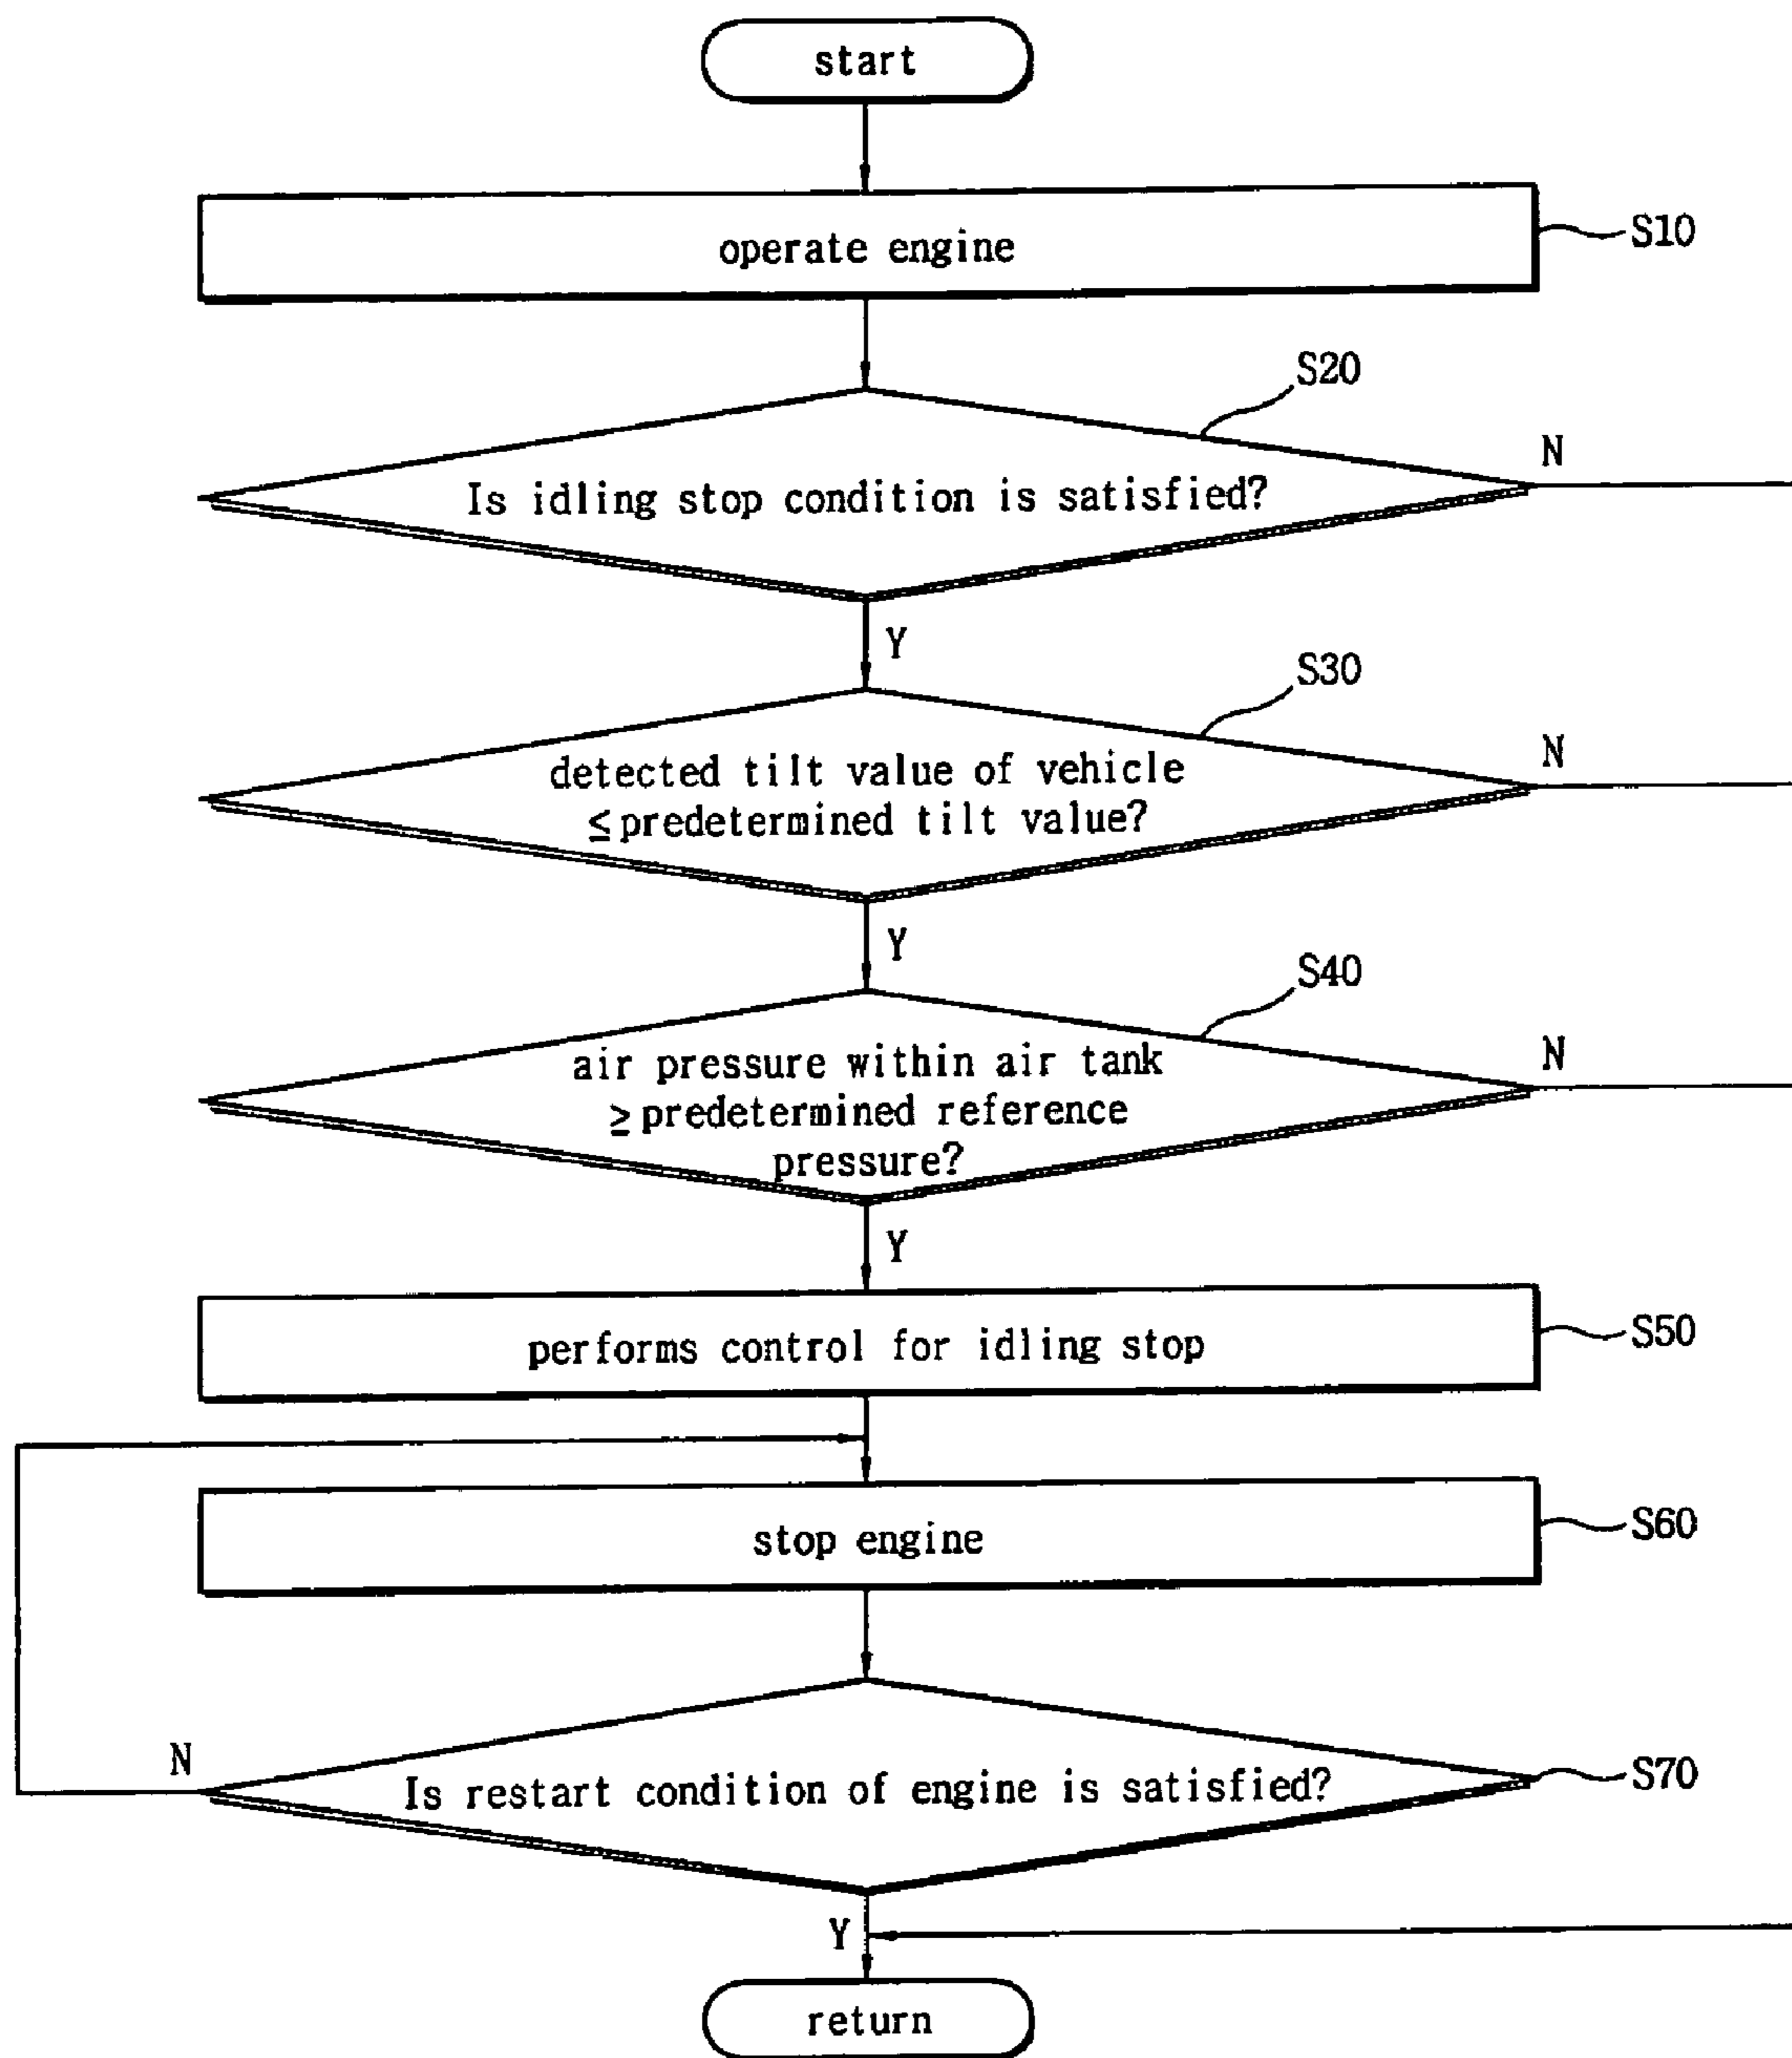 start
operate engine
S10
S20
Is idling stop condition is satisfied?
N
Y
S30
detected tilt value of vehicle
≤predetermined tilt value?
N
Y
S40
air pressure within air tank
≥predetermined reference
pressure?
N
Y
performs control for idling stop
S50
stop engine
S60
N
Is restart condition of engine is satisfied?
S70
Y
return